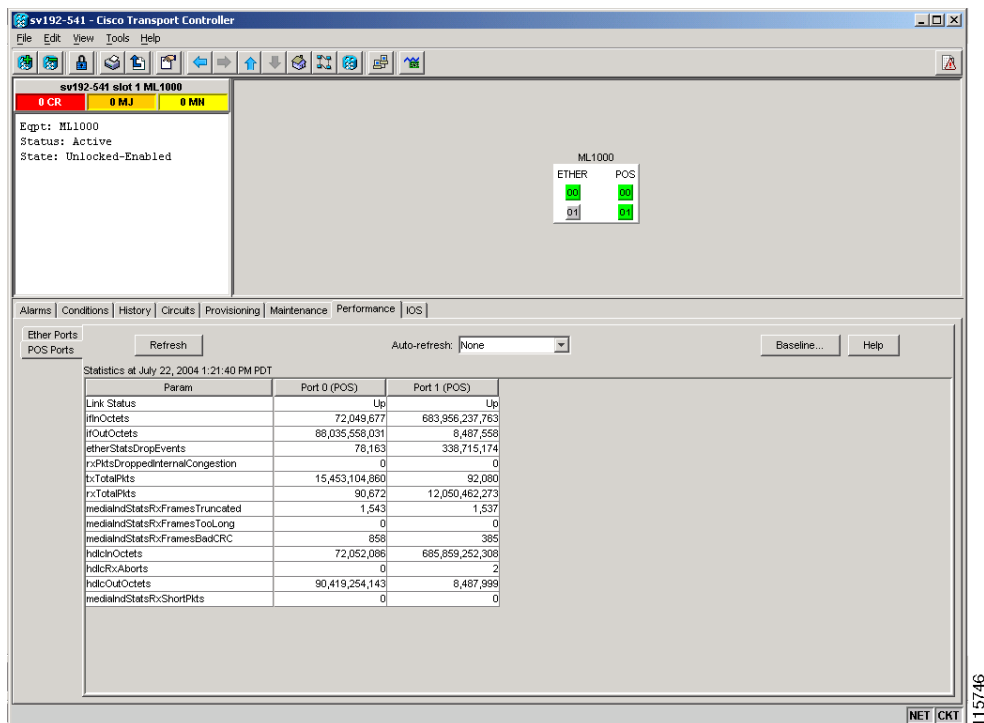 sv192-541 - Cisco Transport Controller
File Edit View Tools Help
sv192-541 slot 1 ML1000
0 CR 0 MJ 0 MN
Eqpt: ML1000
Status: Active
State: Unlocked-Enabled
ML1000
ETHER POS
00 00
01 01
Alarms Conditions History Circuits Provisioning Maintenance Performance IOS
Ether Ports
POS Ports
Refresh Auto-refresh: None Baseline... Help
Statistics at July 22, 2004 1:21:40 PM PDT
Param Port 0 (POS) Port 1 (POS)
Link Status Up Up
ifInOctets 72,049,677 683,956,237,763
ifOutOctets 88,035,558,031 8,487,558
etherStatsDropEvents 78,163 338,715,174
rxPktsDroppedInternalCongestion 0 0
txTotalPkts 15,453,104,860 92,080
rxTotalPkts 90,672 12,050,462,273
mediaIndStatsRxFramesTruncated 1,543 1,537
mediaIndStatsRxFramesTooLong 0 0
mediaIndStatsRxFramesBadCRC 858 385
hdlcInOctets 72,052,086 685,859,252,308
hdlcRxAborts 0 2
hdlcOutOctets 90,419,254,143 8,487,999
mediaIndStatsRxShortPkts 0 0
NET CKT
115746